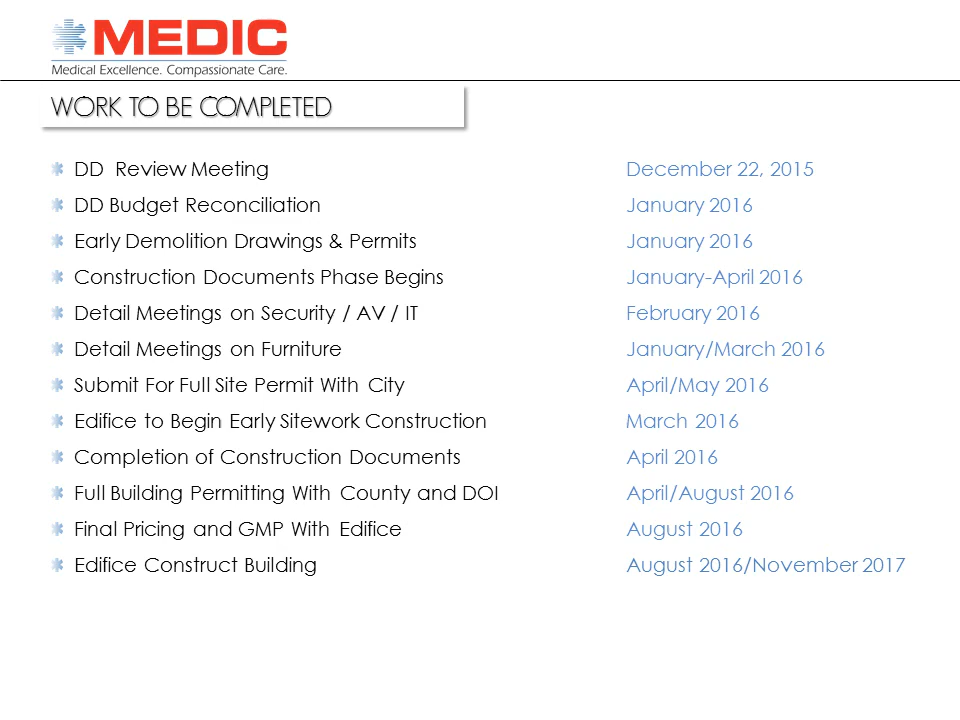 MEDIC
Medical Excellence. Compassionate Care.
WORK TO BE COMPLETED
DD Review Meeting December 22, 2015
DD Budget Reconciliation January 2016
Early Demolition Drawings & Permits January 2016
Construction Documents Phase Begins January-April 2016
Detail Meetings on Security / AV / IT February 2016
Detail Meetings on Furniture January/March 2016
Submit For Full Site Permit With City April/May 2016
Edifice to Begin Early Sitework Construction March 2016
Completion of Construction Documents April 2016
Full Building Permitting With County and DOI April/August 2016
Final Pricing and GMP With Edifice August 2016
Edifice Construct Building August 2016/November 2017